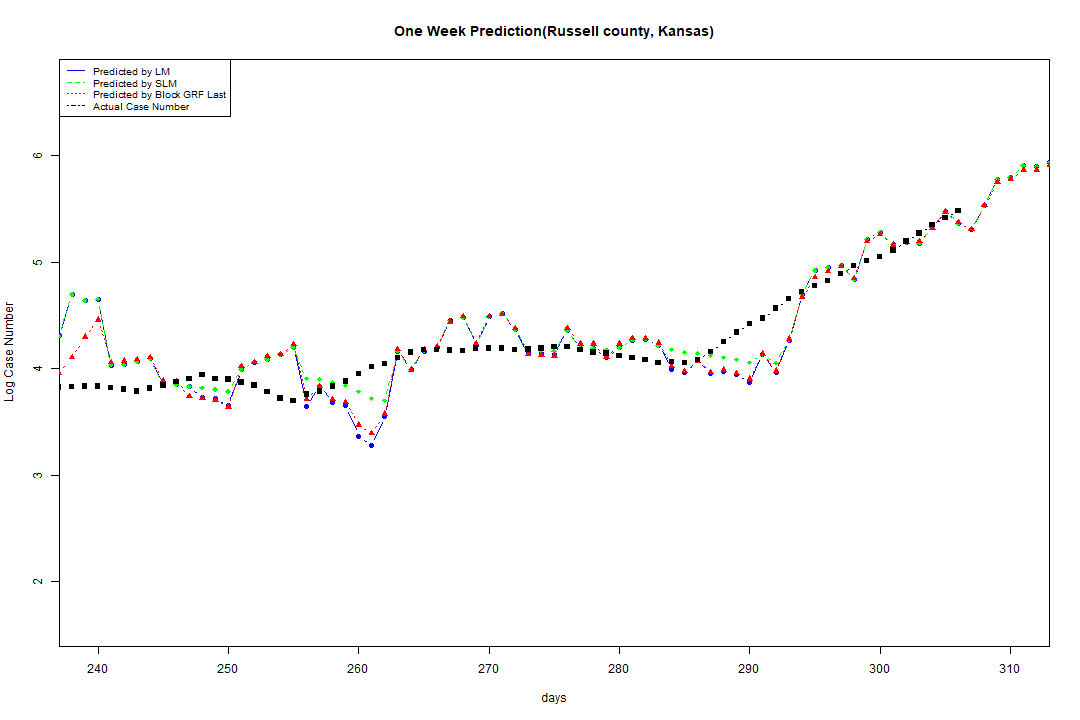 One Week Prediction(Russell county, Kansas)
Predicted by LM
Predicted by SLM
Predicted by Block GRF Last
Actual Case Number
6
5
4
3
2
Log Case Number
240 250 260 270 280 290 300 310
days